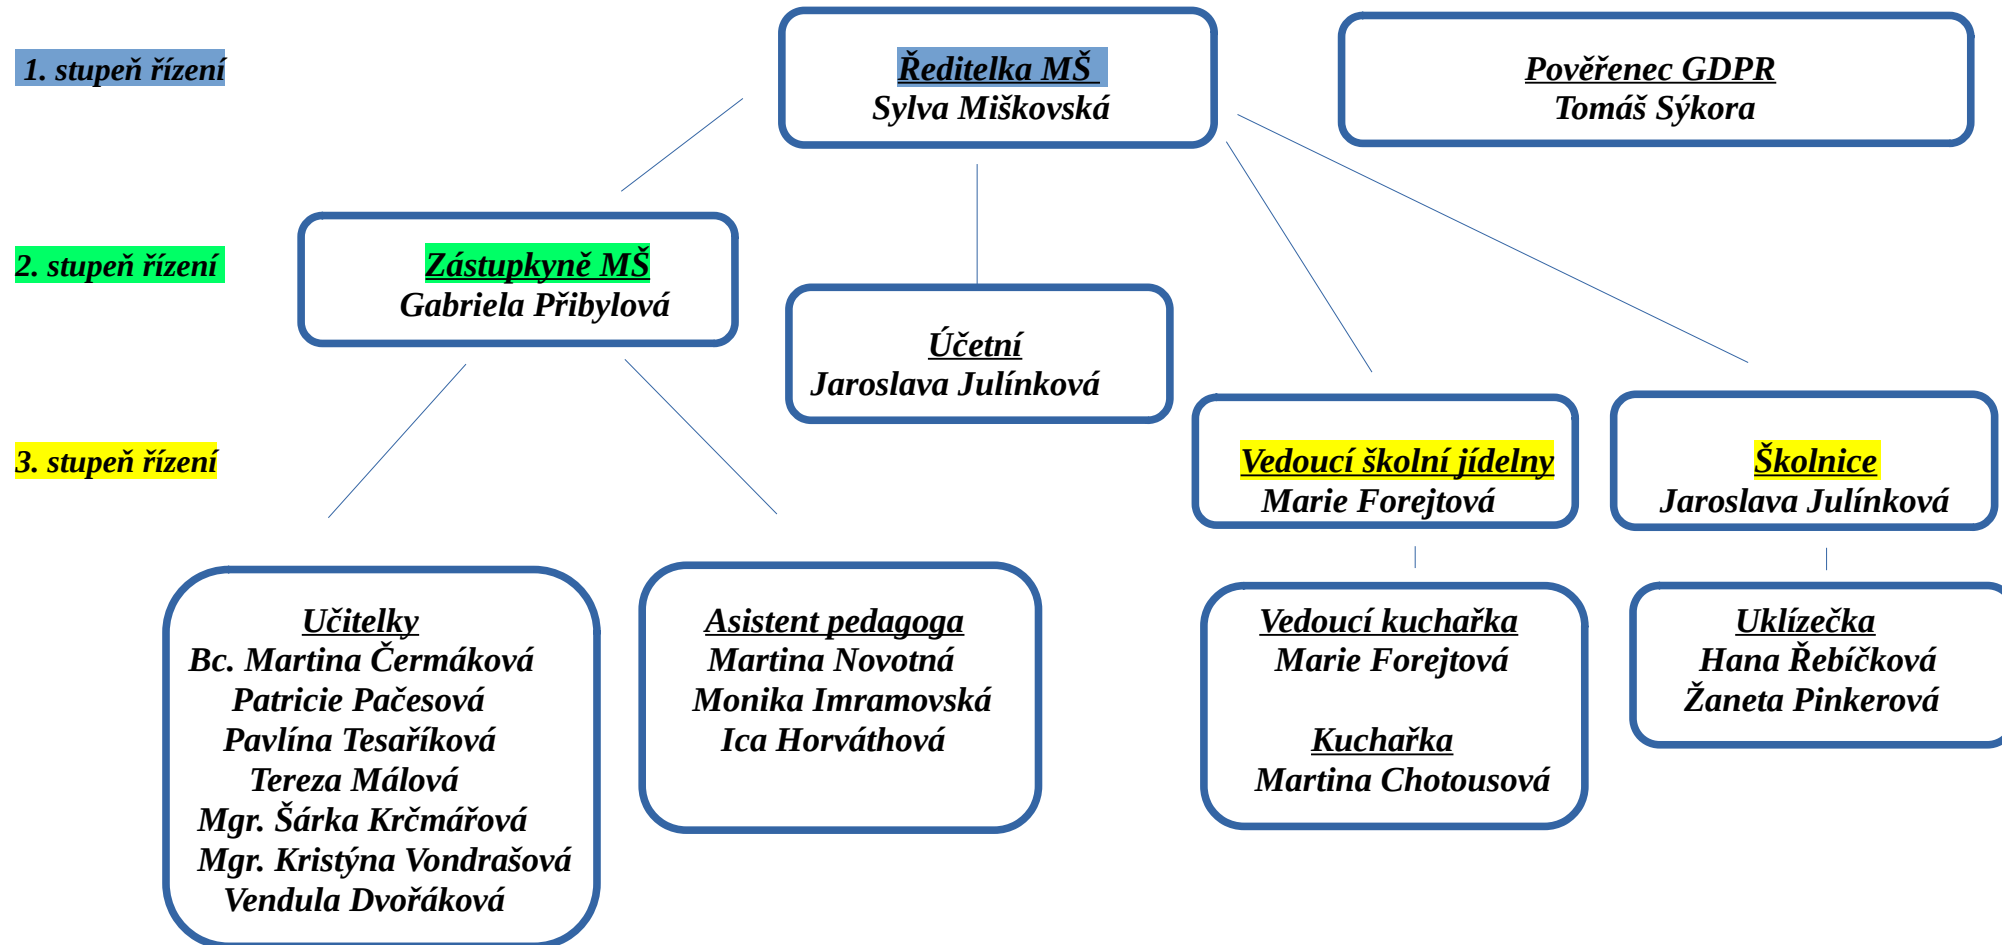 1. stupeň řízení
Ředitelka MŠ
Sylva Miškovská
Pověřenec GDPR
Tomáš Sýkora
2. stupeň řízení
Zástupkyně MŠ
Gabriela Přibylová
Účetní
Jaroslava Julínková
3. stupeň řízení
Vedoucí školní jídelny
Marie Forejtová
Školnice
Jaroslava Julínková
Učitelky
Bc. Martina Čermáková
Patricie Pačesová
Pavlína Tesaříková
Tereza Málová
Mgr. Šárka Krčmářová
Mgr. Kristýna Vondrašová
Vendula Dvořáková
Asistent pedagoga
Martina Novotná
Monika Imramovská
Ica Horváthová
Vedoucí kuchařka
Marie Forejtová
Kuchařka
Martina Chotousová
Uklízečka
Hana Řebíčková
Žaneta Pinkerová